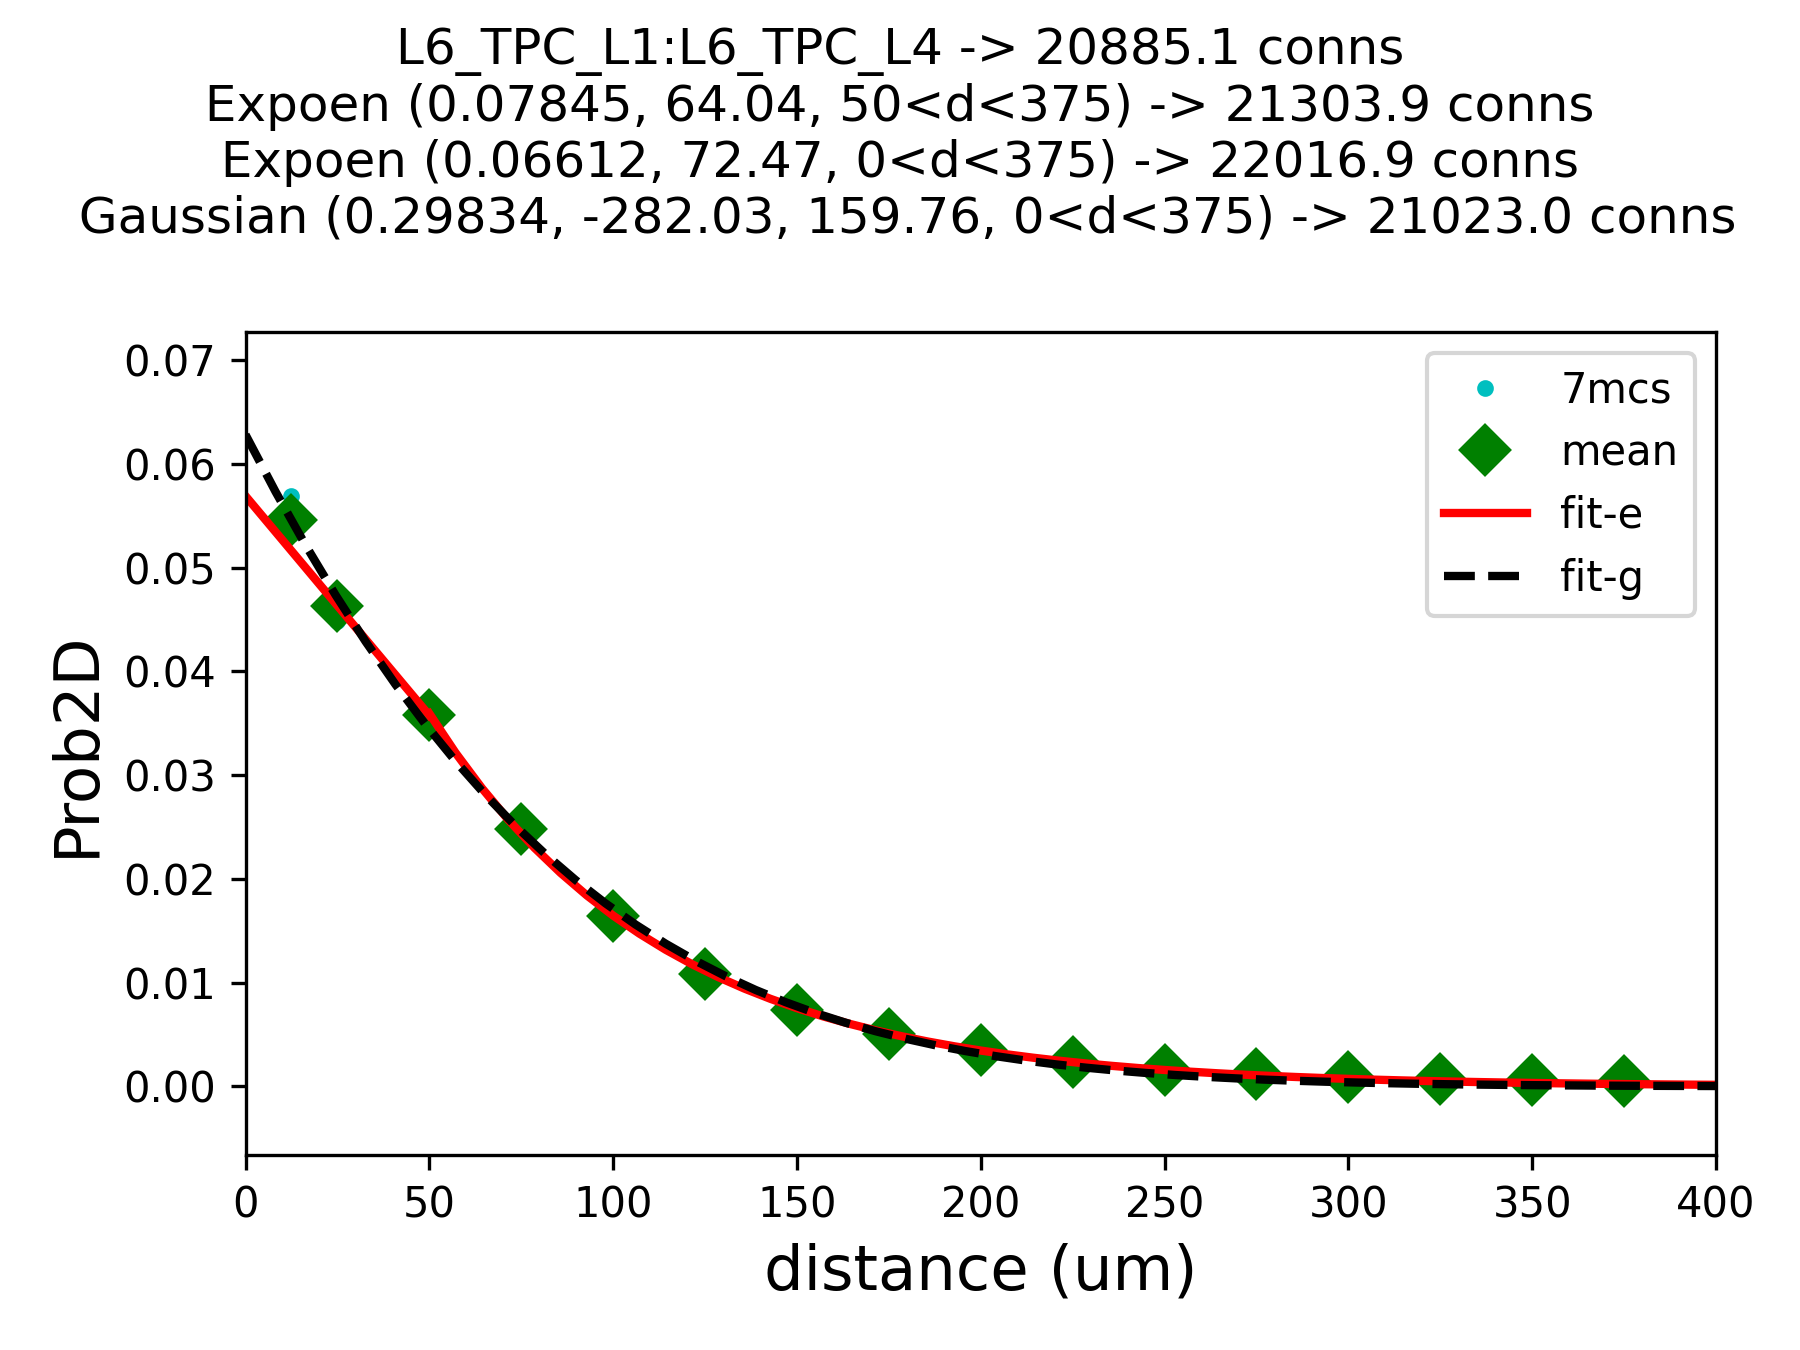 L6_TPC_L1:L6_TPC_L4 -> 20885.1 conns
Expoen (0.07845, 64.04, 50<d<375) -> 21303.9 conns
Expoen (0.06612, 72.47, 0<d<375) -> 22016.9 conns
Gaussian (0.29834, -282.03, 159.76, 0<d<375) -> 21023.0 conns
0.07
0.06
0.05
0.04
0.03
0.02
0.01
0.00
Prob2D
7mcs
mean
fit-e
fit-g
0 50 100 150 200 250 300 350 400
distance (um)